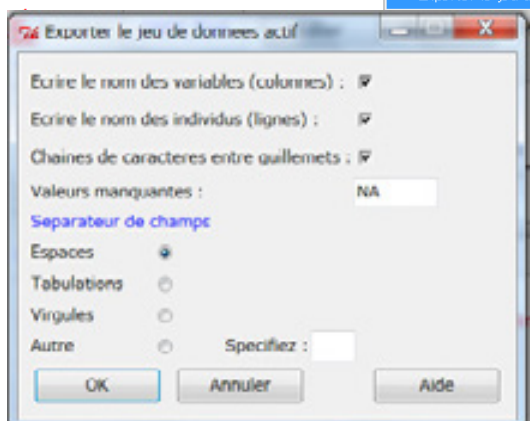 Exporter le jeu de donnees actif
Ecrire le nom des variables (colonnes) :
Ecrire le nom des individus (lignes) :
Chaines de caracteres entre guillemets :
Valeurs manquantes : NA
Separateur de champs
Espaces
Tabulations
Virgules
Autre Specifiez :
OK Annuler Aide